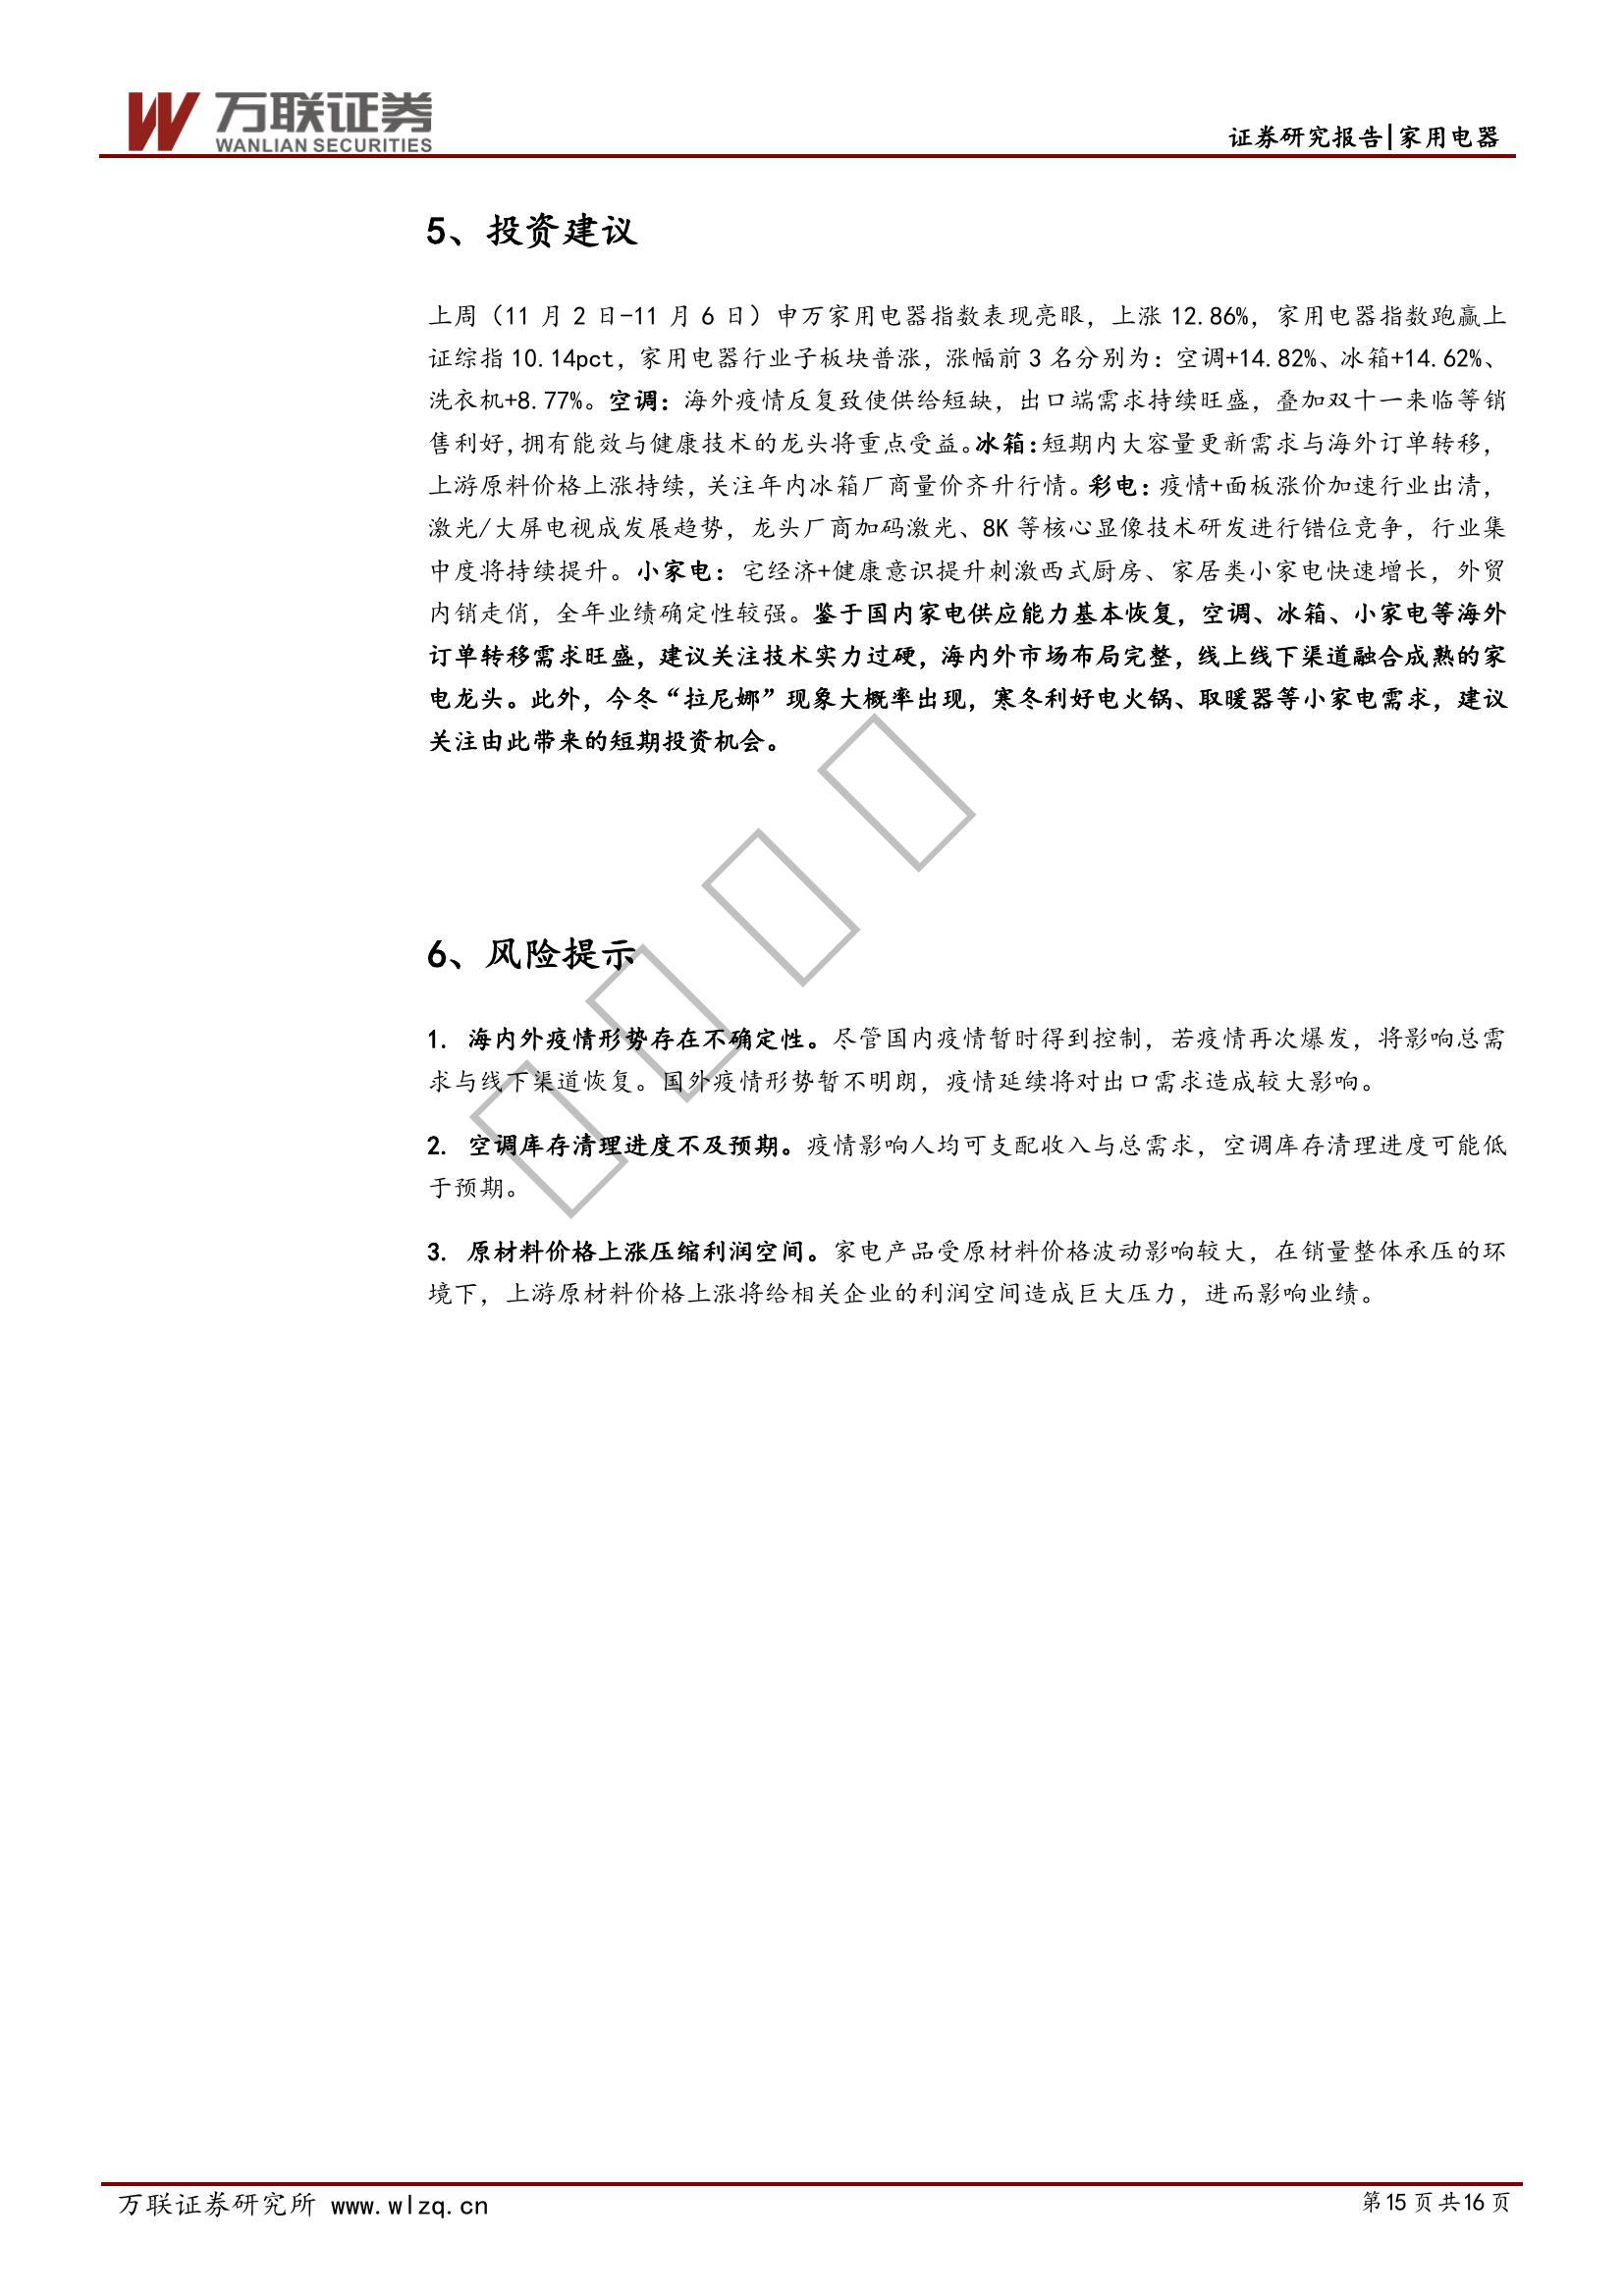 万联证券
WANLIAN SECURITIES
证券研究报告|家用电器
5、投资建议
上周（11 月 2 日-11 月 6 日）申万家用电器指数表现亮眼，上涨 12.86%，家用电器指数跑赢上
证综指 10.14pct，家用电器行业子板块普涨，涨幅前 3 名分别为：空调+14.82%、冰箱+14.62%、
洗衣机+8.77%。空调：海外疫情反复致使供给短缺，出口端需求持续旺盛，叠加双十一来临等销
售利好，拥有能效与健康技术的龙头将重点受益。冰箱：短期内大容量更新需求与海外订单转移，
上游原料价格上涨持续，关注年内冰箱厂商量价齐升行情。彩电：疫情+面板涨价加速行业出清，
激光/大屏电视成发展趋势，龙头厂商加码激光、8K 等核心显像技术研发进行错位竞争，行业集
中度将持续提升。小家电：宅经济+健康意识提升刺激西式厨房、家居类小家电快速增长，外贸
内销走俏，全年业绩确定性较强。鉴于国内家电供应能力基本恢复，空调、冰箱、小家电等海外
订单转移需求旺盛，建议关注技术实力过硬，海内外市场布局完整，线上线下渠道融合成熟的家
电龙头。此外，今冬“拉尼娜”现象大概率出现，寒冬利好电火锅、取暖器等小家电需求，建议
关注由此带来的短期投资机会。
6、风险提示
1. 海内外疫情形势存在不确定性。尽管国内疫情暂时得到控制，若疫情再次爆发，将影响总需
求与线下渠道恢复。国外疫情形势暂不明朗，疫情延续将对出口需求造成较大影响。
2. 空调库存清理进度不及预期。疫情影响人均可支配收入与总需求，空调库存清理进度可能低
于预期。
3. 原材料价格上涨压缩利润空间。家电产品受原材料价格波动影响较大，在销量整体承压的环
境下，上游原材料价格上涨将给相关企业的利润空间造成巨大压力，进而影响业绩。
万联证券研究所 www.wlzq.cn
第 15 页 共 16 页